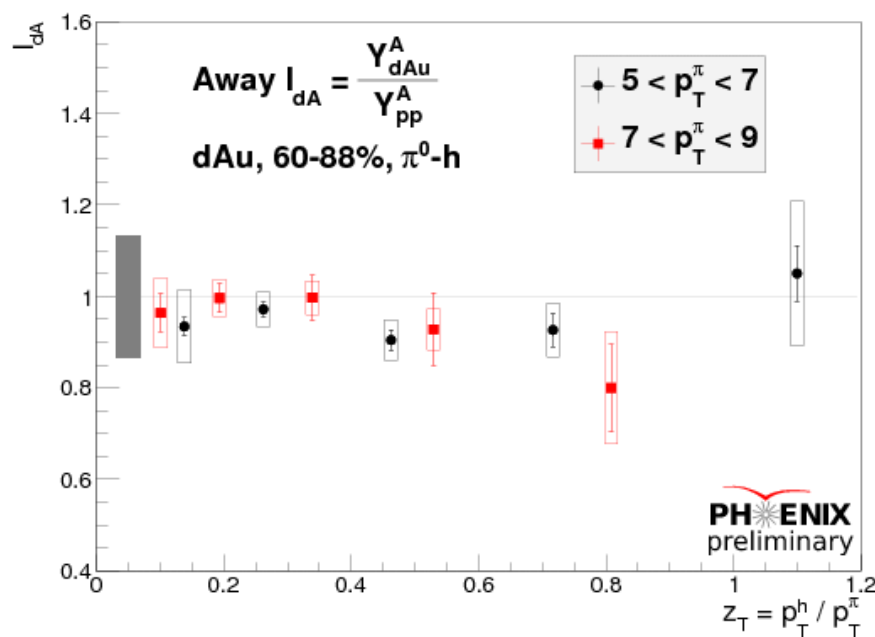 I_dA
1.6
1.4
1.2
1
0.8
0.6
0.4
Away I_dA = Y^A_dAu / Y^A_pp
dAu, 60-88%, π^0-h
5 < p_T^π < 7
7 < p_T^π < 9
PHENIX
preliminary
0 0.2 0.4 0.6 0.8 1 1.2
z_T = p_T^h / p_T^π